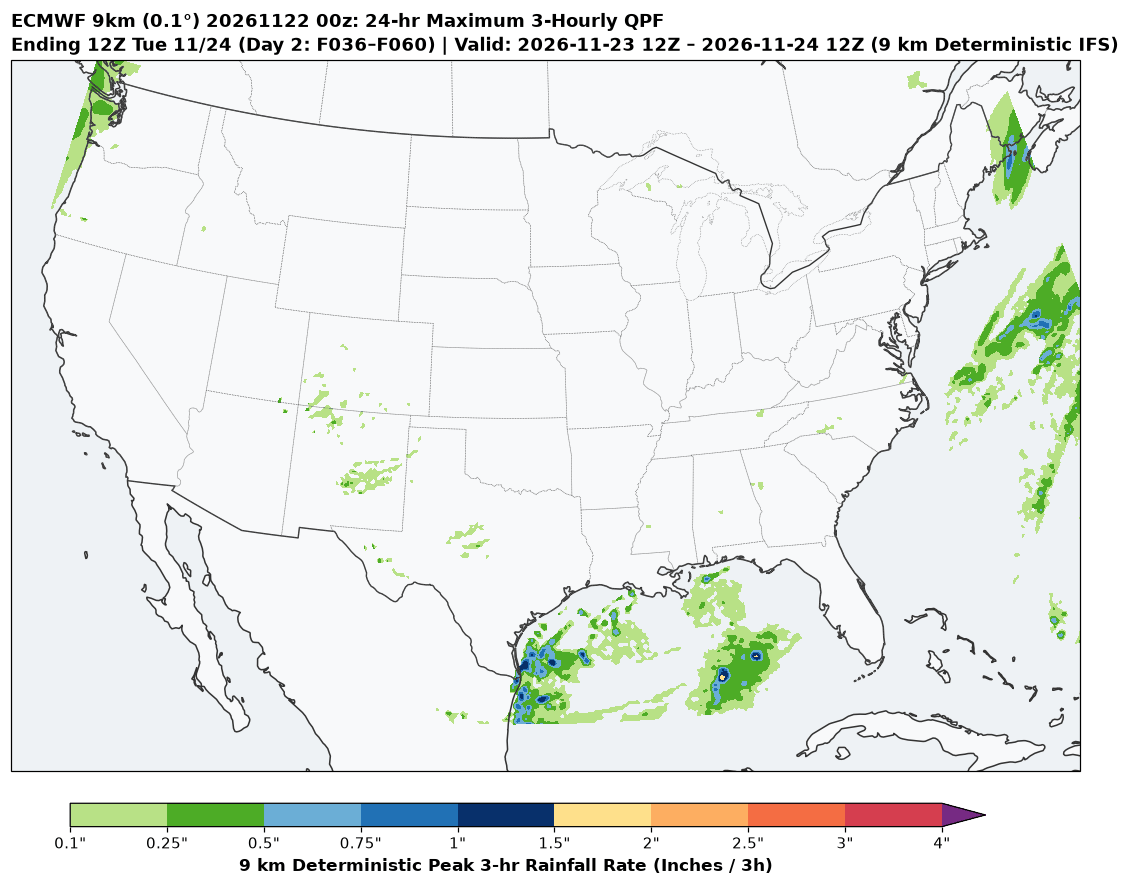 ECMWF 9km (0.1°) 20261122 00z: 24-hr Maximum 3-Hourly QPF
Ending 12Z Tue 11/24 (Day 2: F036–F060) | Valid: 2026-11-23 12Z – 2026-11-24 12Z (9 km Deterministic IFS)
0.1" 0.25" 0.5" 0.75" 1" 1.5" 2" 2.5" 3" 4"
9 km Deterministic Peak 3-hr Rainfall Rate (Inches / 3h)